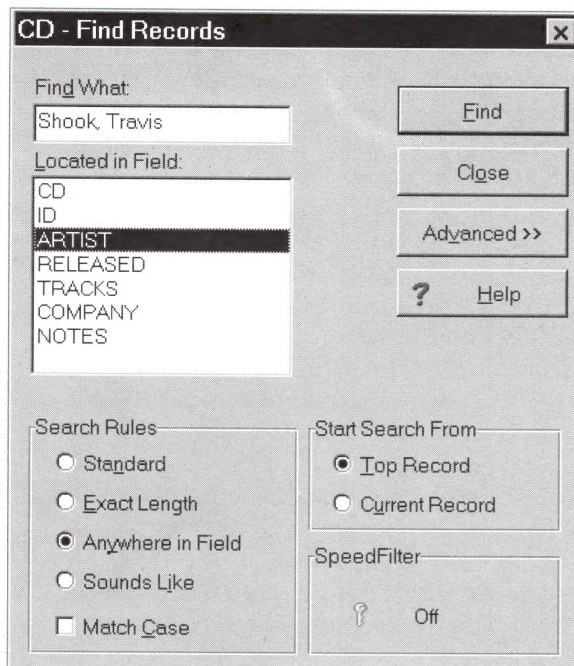 CD - Find Records
Find What:
Shook, Travis
Located in Field:
CD
ID
ARTIST
RELEASED
TRACKS
COMPANY
NOTES
Find
Close
Advanced >>
? Help
Search Rules
Standard
Exact Length
Anywhere in Field
Sounds Like
Match Case
Start Search From
Top Record
Current Record
SpeedFilter
Off